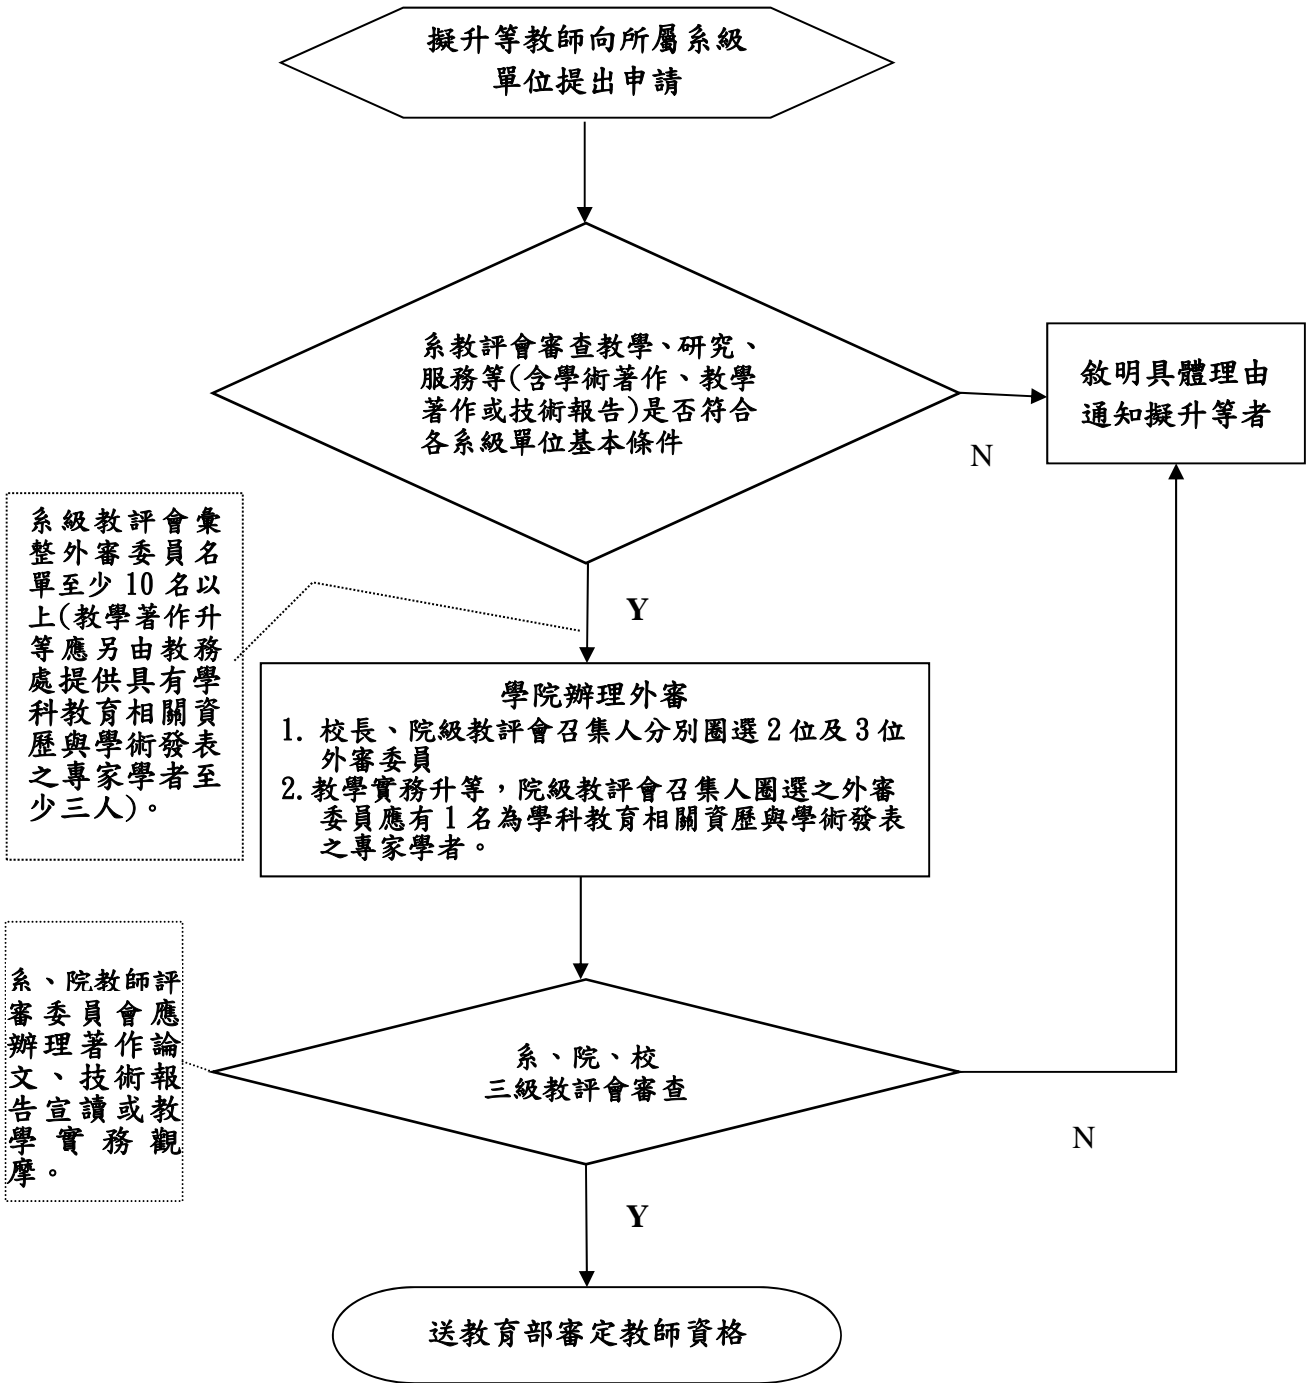 擬升等教師向所屬系級
單位提出申請
系教評會審查教學、研究、
服務等(含學術著作、教學
著作或技術報告)是否符合
各系級單位基本條件
敘明具體理由
通知擬升等者
N
系級教評會彙
整外審委員名
單至少 10 名以
上(教學著作升
等應另由教務
處提供具有學
科教育相關資
歷與學術發表
之專家學者至
少三人)。
Y
學院辦理外審
1. 校長、院級教評會召集人分別圈選 2 位及 3 位
外審委員
2. 教學實務升等，院級教評會召集人圈選之外審
委員應有 1 名為學科教育相關資歷與學術發表
之專家學者。
系、院教師評
審委員會應
辦理著作論
文、技術報
告宣讀或教
學實務觀
摩。
系、院、校
三級教評會審查
N
Y
送教育部審定教師資格